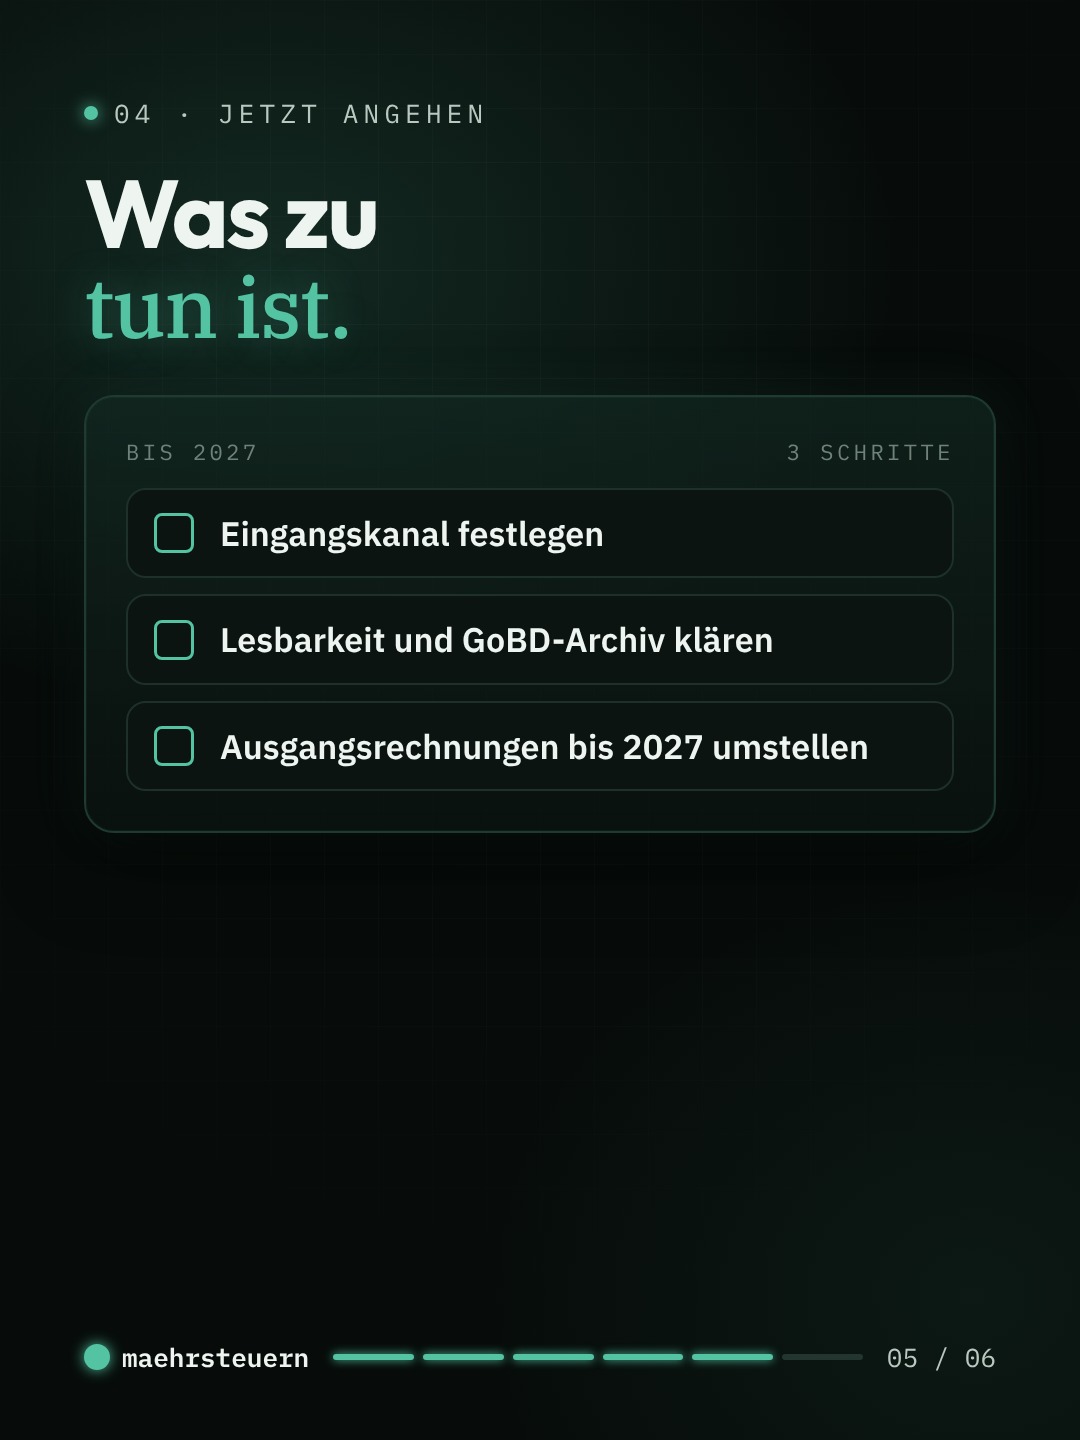 04 · JETZT ANGEHEN
Was zu
tun ist.
BIS 2027
3 SCHRITTE
Eingangskanal festlegen
Lesbarkeit und GoBD-Archiv klären
Ausgangsrechnungen bis 2027 umstellen
maehrsteuern
05 / 06